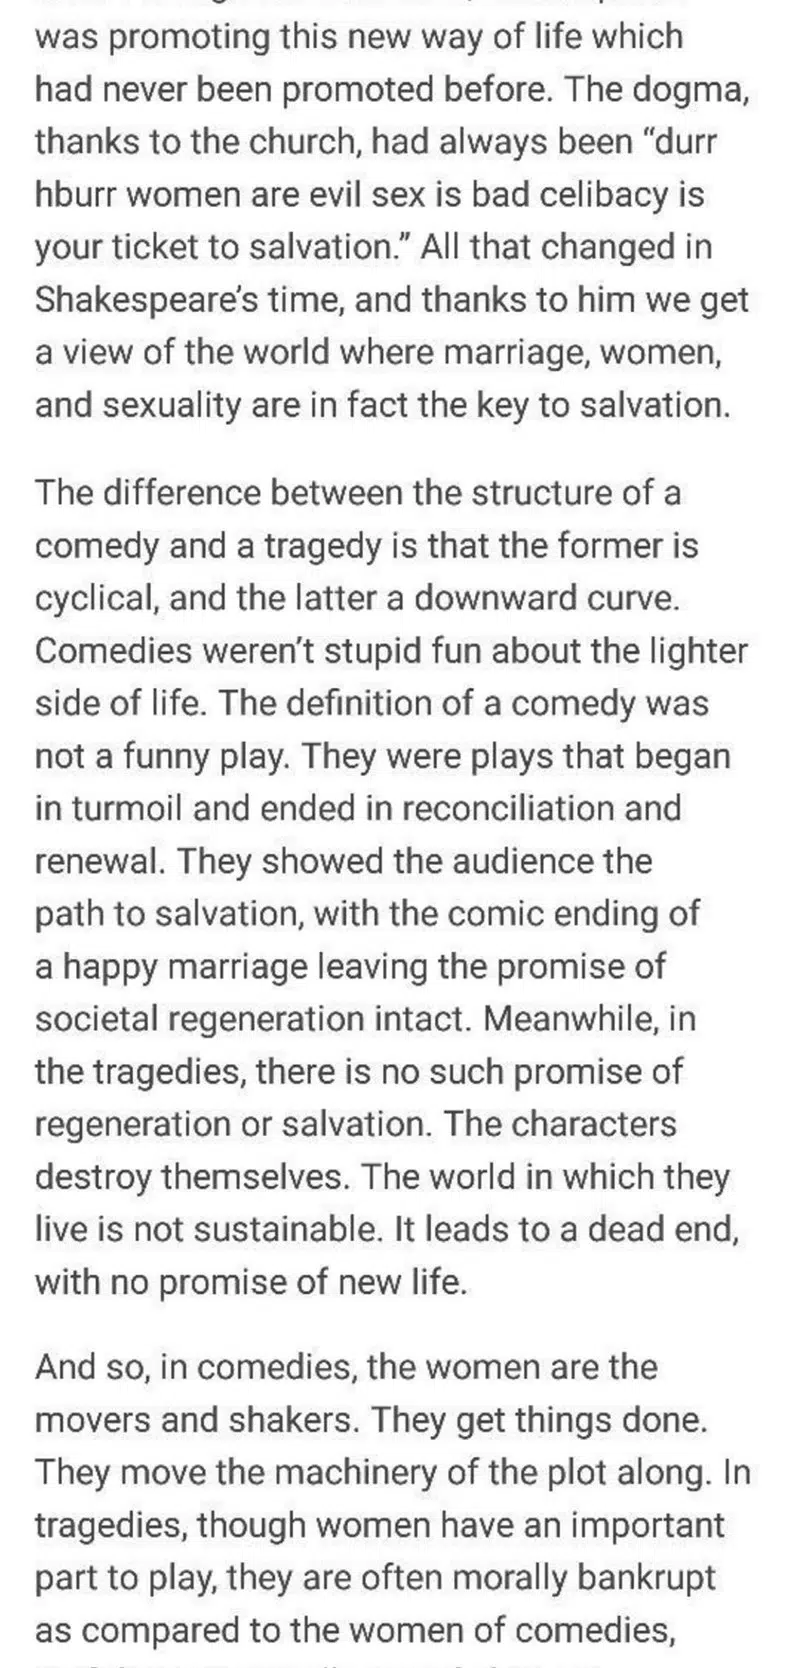 was promoting this new way of life which
had never been promoted before. The dogma,
thanks to the church, had always been “durr
hburr women are evil sex is bad celibacy is
your ticket to salvation.” All that changed in
Shakespeare’s time, and thanks to him we get
a view of the world where marriage, women,
and sexuality are in fact the key to salvation.
The difference between the structure of a
comedy and a tragedy is that the former is
cyclical, and the latter a downward curve.
Comedies weren’t stupid fun about the lighter
side of life. The definition of a comedy was
not a funny play. They were plays that began
in turmoil and ended in reconciliation and
renewal. They showed the audience the
path to salvation, with the comic ending of
a happy marriage leaving the promise of
societal regeneration intact. Meanwhile, in
the tragedies, there is no such promise of
regeneration or salvation. The characters
destroy themselves. The world in which they
live is not sustainable. It leads to a dead end,
with no promise of new life.
And so, in comedies, the women are the
movers and shakers. They get things done.
They move the machinery of the plot along. In
tragedies, though women have an important
part to play, they are often morally bankrupt
as compared to the women of comedies,